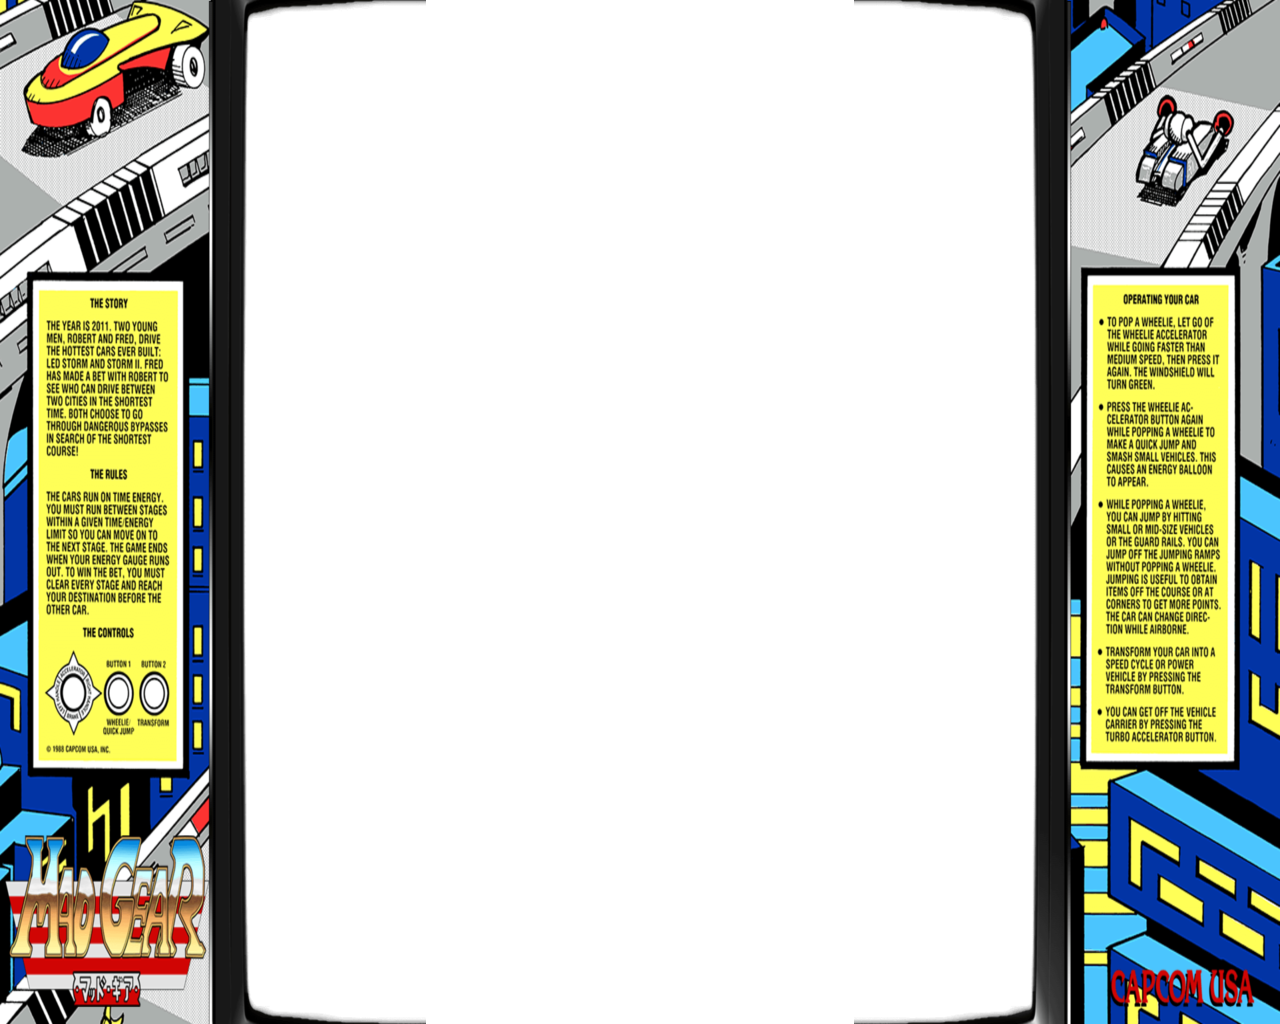 THE STORY
THE YEAR IS 2011. TWO YOUNG
MEN, ROBERT AND FRED, DRIVE
THE HOTTEST CARS EVER BUILT:
LED STORM AND STORM II. FRED
HAS MADE A BET WITH ROBERT TO
SEE WHO CAN DRIVE BETWEEN
TWO CITIES IN THE SHORTEST
TIME. BOTH CHOOSE TO GO
THROUGH DANGEROUS BYPASSES
IN SEARCH OF THE SHORTEST
COURSE!
THE RULES
THE CARS RUN ON TIME ENERGY.
YOU MUST RUN BETWEEN STAGES
WITHIN A GIVEN TIME/ENERGY
LIMIT SO YOU CAN MOVE ON TO
THE NEXT STAGE. THE GAME ENDS
WHEN YOUR ENERGY GAUGE RUNS
OUT. TO WIN THE BET, YOU MUST
CLEAR EVERY STAGE AND REACH
YOUR DESTINATION BEFORE THE
OTHER CAR.
THE CONTROLS
BUTTON 1 BUTTON 2
ACCELERATOR
BRAKE
WHEELIE/
QUICK JUMP
TRANSFORM
© 1988 CAPCOM USA, INC.
MAD GEAR
マッド・ギア
OPERATING YOUR CAR
• TO POP A WHEELIE, LET GO OF
THE WHEELIE ACCELERATOR
WHILE GOING FASTER THAN
MEDIUM SPEED, THEN PRESS IT
AGAIN. THE WINDSHIELD WILL
TURN GREEN.
• PRESS THE WHEELIE AC-
CELERATOR BUTTON AGAIN
WHILE POPPING A WHEELIE TO
MAKE A QUICK JUMP AND
SMASH SMALL VEHICLES. THIS
CAUSES AN ENERGY BALLOON
TO APPEAR.
• WHILE POPPING A WHEELIE,
YOU CAN JUMP BY HITTING
SMALL OR MID-SIZE VEHICLES
OR THE GUARD RAILS. YOU CAN
JUMP OFF THE JUMPING RAMPS
WITHOUT POPPING A WHEELIE.
JUMPING IS USEFUL TO OBTAIN
ITEMS OFF THE COURSE OR AT
CORNERS TO GET MORE POINTS.
THE CAR CAN CHANGE DIREC-
TION WHILE AIRBORNE.
• TRANSFORM YOUR CAR INTO A
SPEED CYCLE OR POWER
VEHICLE BY PRESSING THE
TRANSFORM BUTTON.
• YOU CAN GET OFF THE VEHICLE
CARRIER BY PRESSING THE
TURBO ACCELERATOR BUTTON.
CAPCOM USA